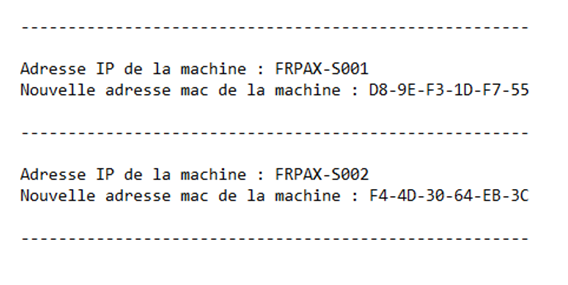 ------------------------------------------------------
Adresse IP de la machine : FRPAX-S001
Nouvelle adresse mac de la machine : D8-9E-F3-1D-F7-55
------------------------------------------------------
Adresse IP de la machine : FRPAX-S002
Nouvelle adresse mac de la machine : F4-4D-30-64-EB-3C
------------------------------------------------------